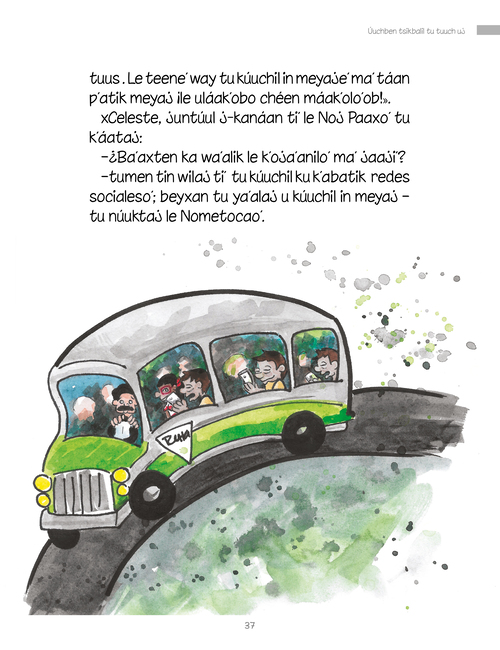 Úuchben tsikbalil tu tuuch uj
tuus. Le teene' way tu kúuchil in meyaje' ma' táan
p'atik meyaj ¡le uláak'obo chéen máakolo'ob!».
xCeleste, juntúul j-kanáan ti' le Noj Paaxo' tu
k'áataj:
–¿Ba'axten ka wa'alik le k'oja'anilo' ma' jaaji'?
–tumen tin wilaj ti' tu kúuchil ku k'abatik redes
socialeso'; beyxan tu ya'alaj u kúuchil in meyaj –
tu núuktaj le Nometocao'.
Ruta
37